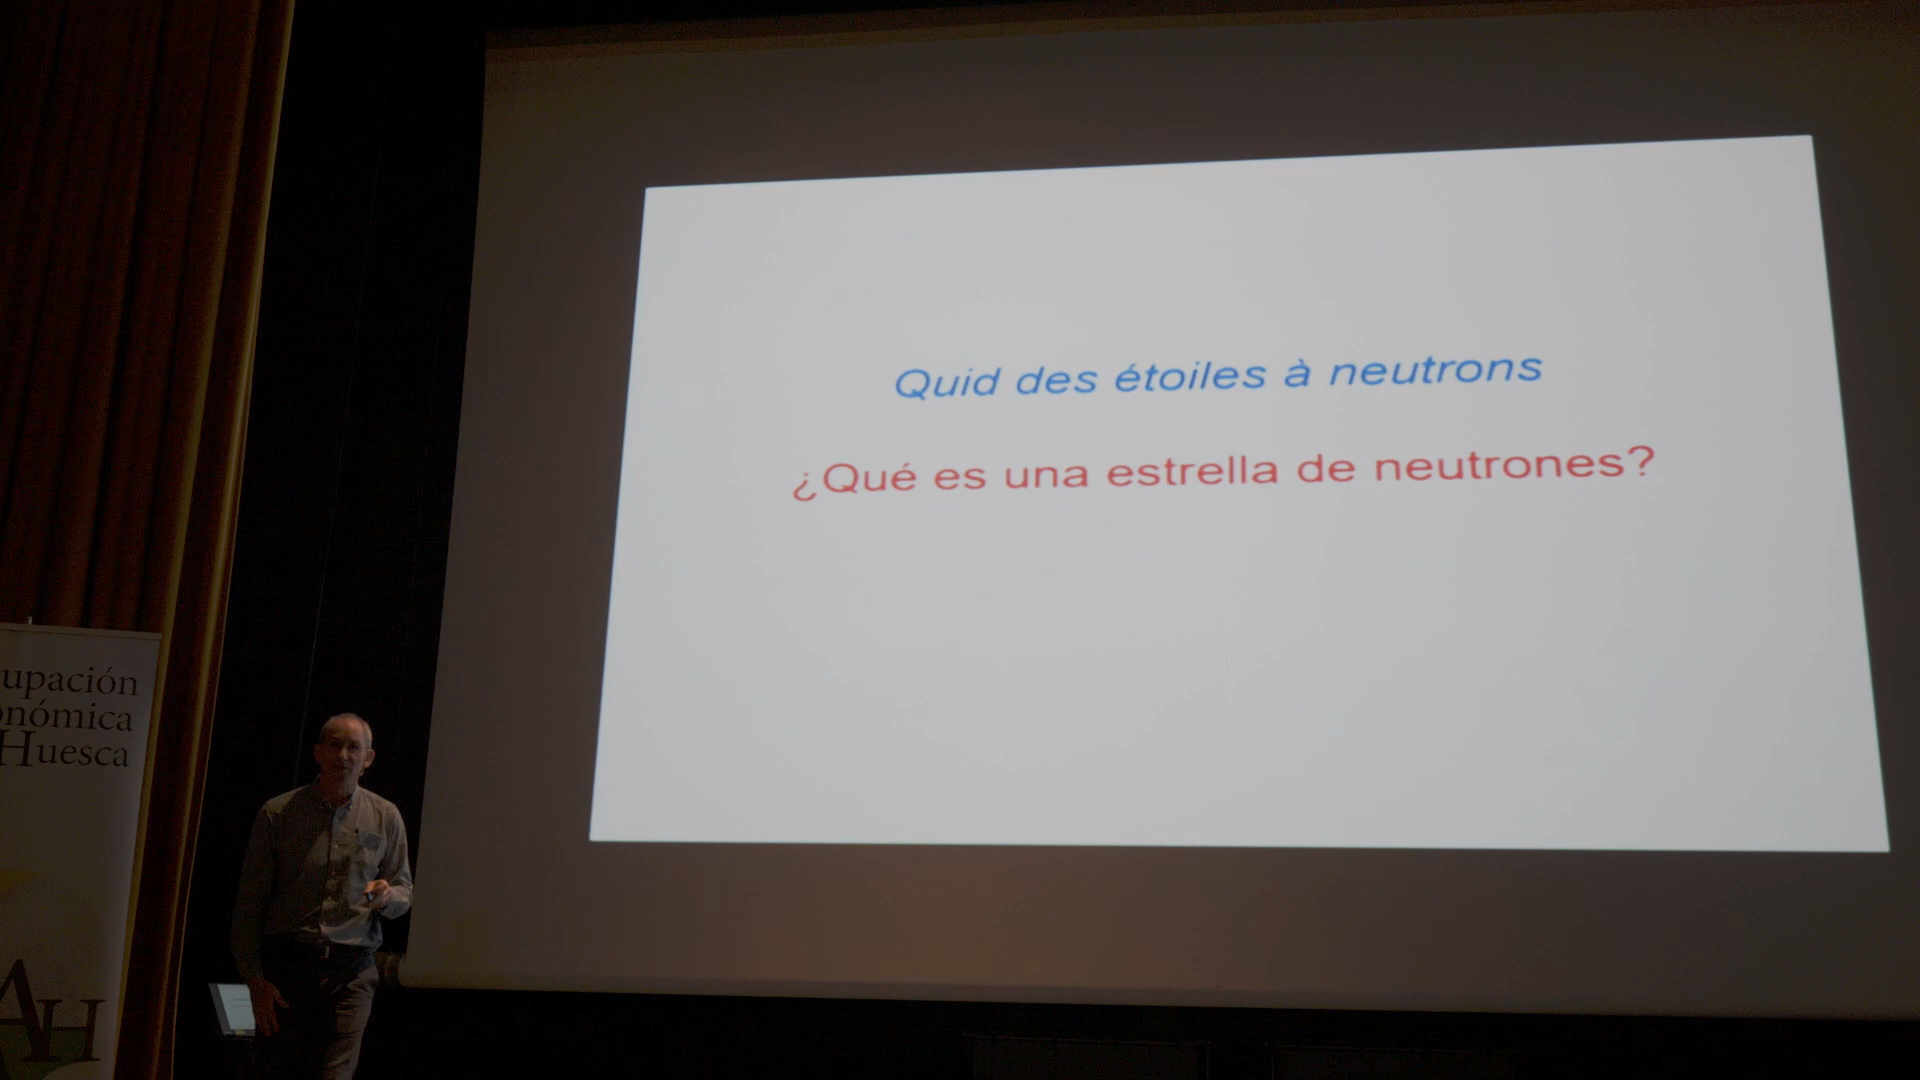 Quid des étoiles à neutrons
¿Qué es una estrella de neutrones?
upación
onómica
Huesca
AH